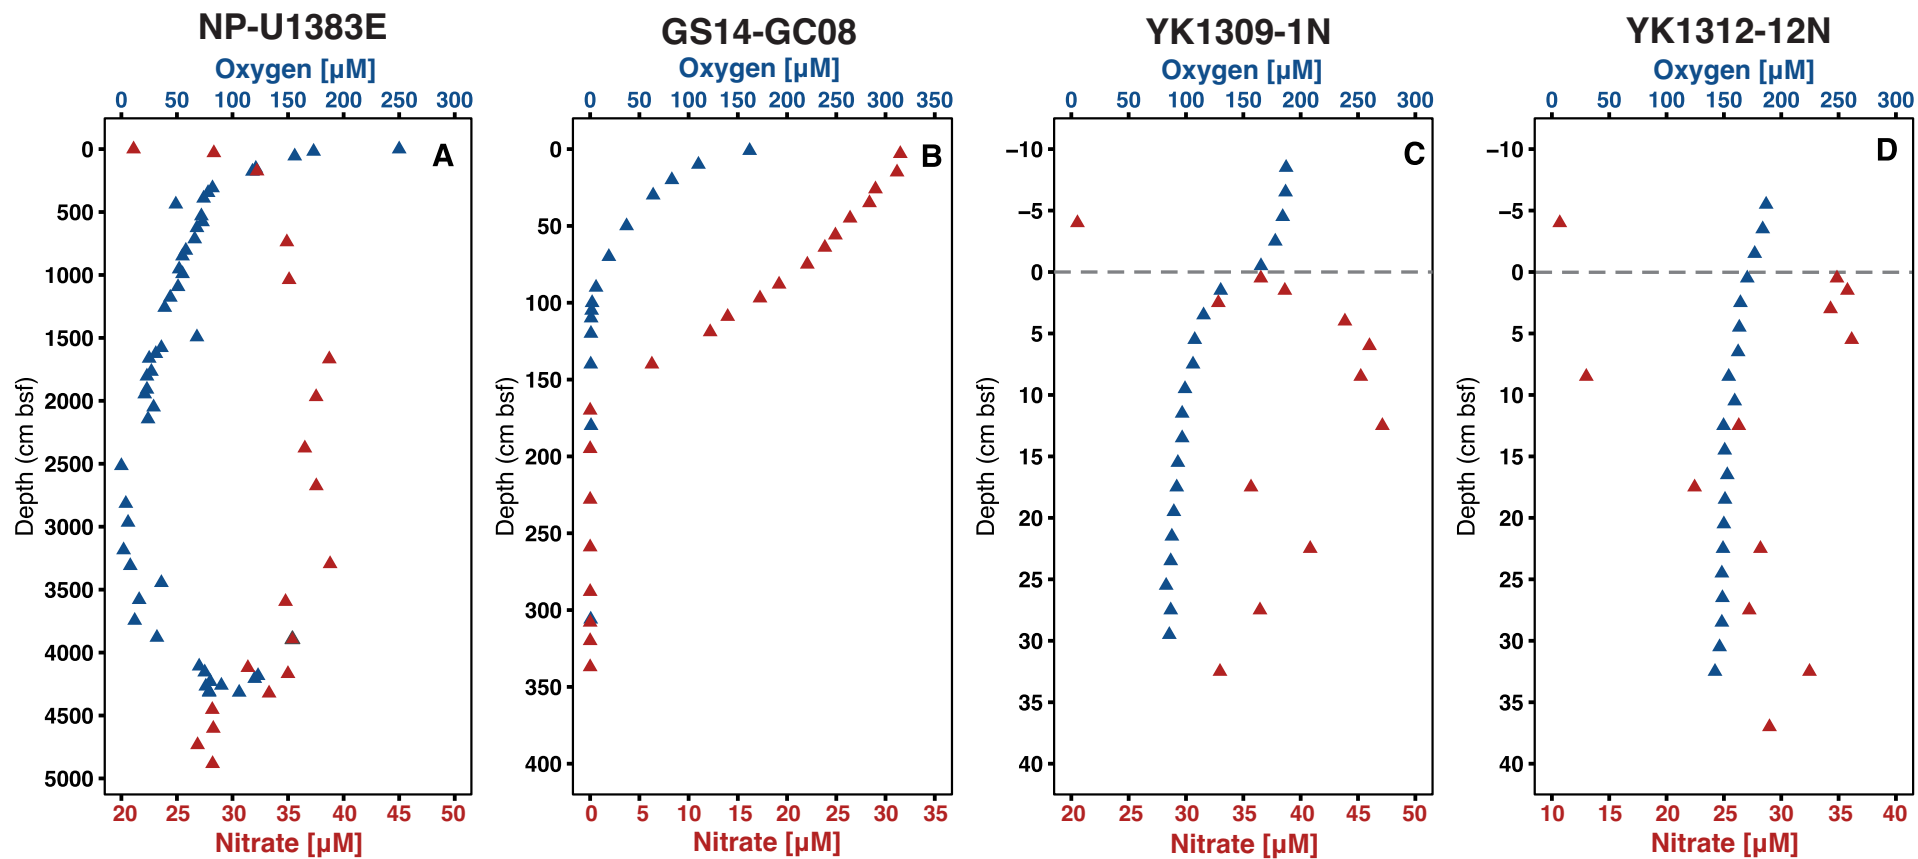 NP-U1383E
Oxygen [µM]
0 50 100 150 200 250 300
A
0
500
1000
1500
2000
2500
3000
3500
4000
4500
5000
Depth (cm bsf)
20 25 30 35 40 45 50
Nitrate [µM]
GS14-GC08
Oxygen [µM]
0 50 100 150 200 250 300 350
B
0
50
100
150
200
250
300
350
400
Depth (cm bsf)
0 5 10 15 20 25 30 35
Nitrate [µM]
YK1309-1N
Oxygen [µM]
0 50 100 150 200 250 300
C
−10
−5
0
5
10
15
20
25
30
35
40
Depth (cm bsf)
20 25 30 35 40 45 50
Nitrate [µM]
YK1312-12N
Oxygen [µM]
0 50 100 150 200 250 300
D
−10
−5
0
5
10
15
20
25
30
35
40
Depth (cm bsf)
10 15 20 25 30 35 40
Nitrate [µM]